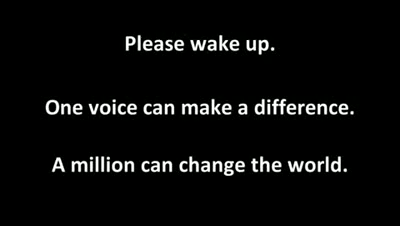 Please wake up.
One voice can make a difference.
A million can change the world.